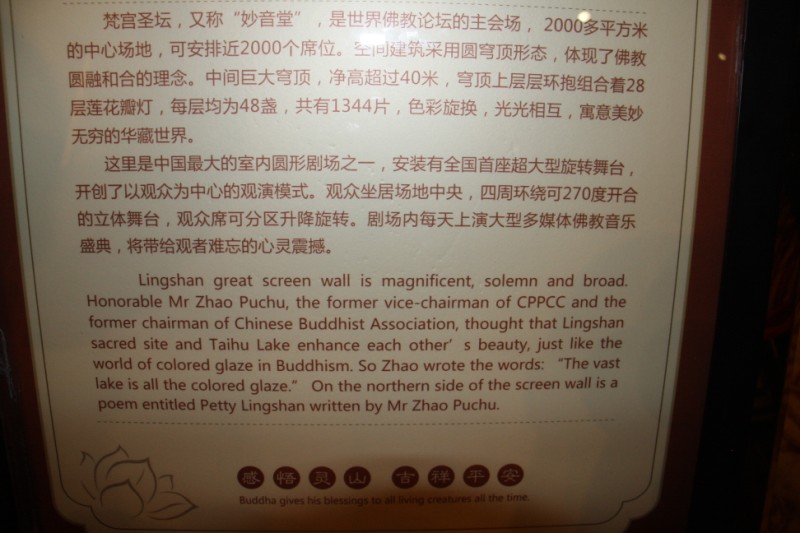 梵宫圣坛，又称“妙音堂”，是世界佛教论坛的主会场， 2000多平方米
的中心场地，可安排近2000个席位。空间建筑采用圆穹顶形态，体现了佛教
圆融和合的理念。中间巨大穹顶，净高超过40米，穹顶上层层环抱组合着28
层莲花瓣灯，每层均为48盏，共有1344片，色彩旋换，光光相互，寓意美妙
无穷的华藏世界。
这里是中国最大的室内圆形剧场之一，安装有全国首座超大型旋转舞台，
开创了以观众为中心的观演模式。观众坐居场地中央，四周环绕可270度开合
的立体舞台，观众席可分区升降旋转。剧场内每天上演大型多媒体佛教音乐
盛典，将带给观者难忘的心灵震撼。
Lingshan great screen wall is magnificent, solemn and broad.
Honorable Mr Zhao Puchu, the former vice-chairman of CPPCC and the
former chairman of Chinese Buddhist Association, thought that Lingshan
sacred site and Taihu Lake enhance each other’s beauty, just like the
world of colored glaze in Buddhism. So Zhao wrote the words: “The vast
lake is all the colored glaze.” On the northern side of the screen wall is a
poem entitled Petty Lingshan written by Mr Zhao Puchu.
感悟灵山 吉祥平安
Buddha gives his blessings to all living creatures all the time.